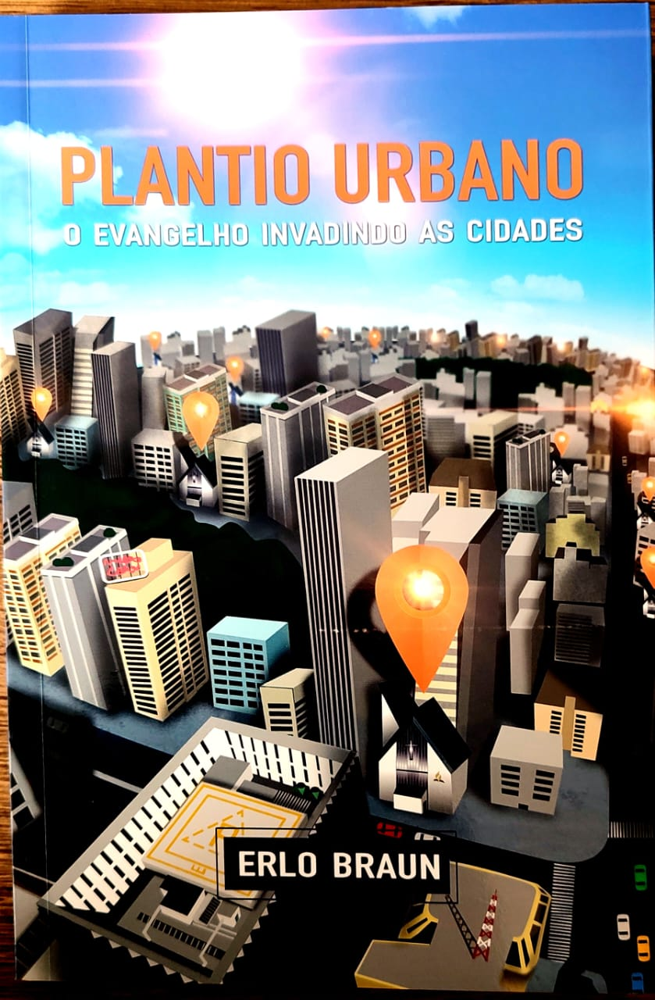 PLANTIO URBANO
O EVANGELHO INVADINDO AS CIDADES
ERLO BRAUN